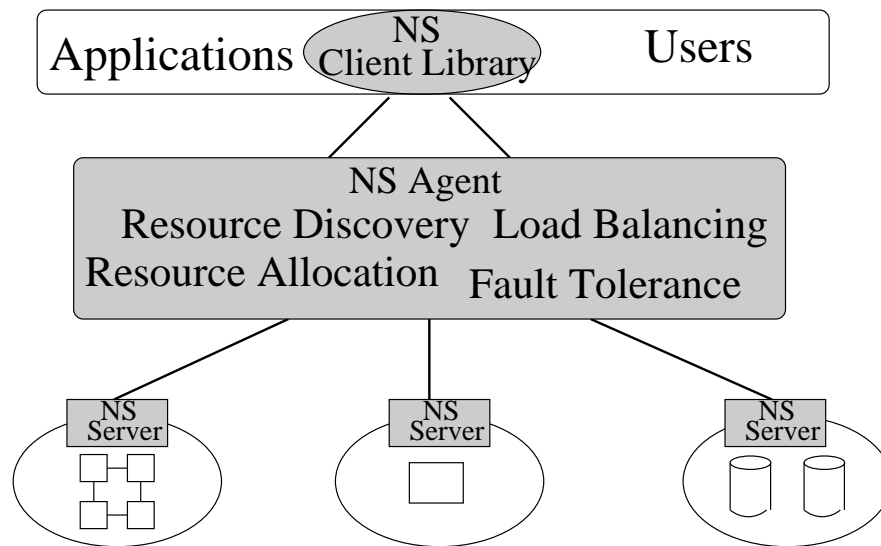 Applications
NS
Client Library
Users
NS Agent
Resource Discovery
Load Balancing
Resource Allocation
Fault Tolerance
NS
Server
NS
Server
NS
Server